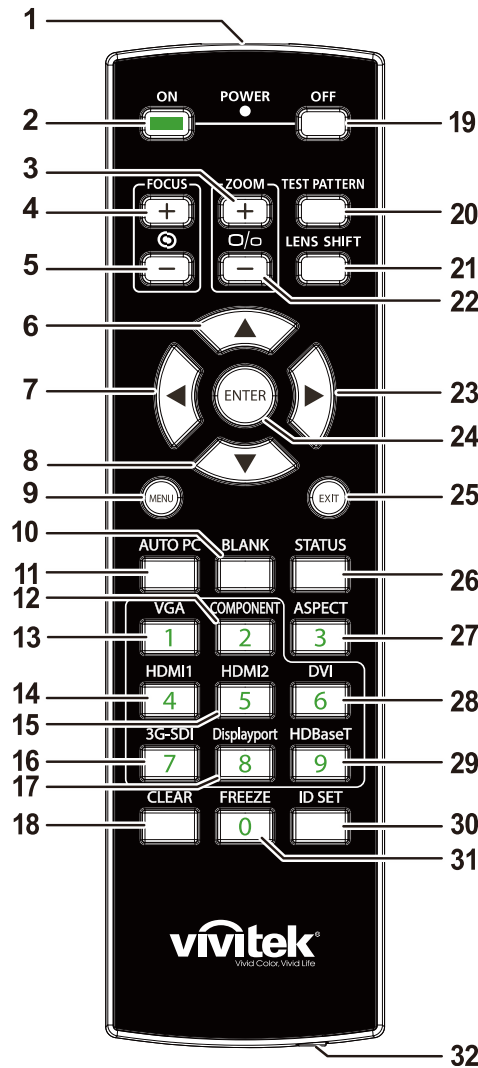 1
ON POWER OFF
2 19
3 FOCUS ZOOM TEST PATTERN
4 + + 20
LENS SHIFT
5 − − 21
22
6
7 ENTER 23
24
8
9 MENU EXIT 25
10 AUTO PC BLANK STATUS
11 26
12 VGA COMPONENT ASPECT
13 1 2 3 27
HDMI1 HDMI2 DVI
14 4 5 6 28
15
3G-SDI Displayport HDBaseT
16 7 8 9 29
17
CLEAR FREEZE ID SET
18 0 30
31
vivitek®
Vivid Color, Vivid Life
32